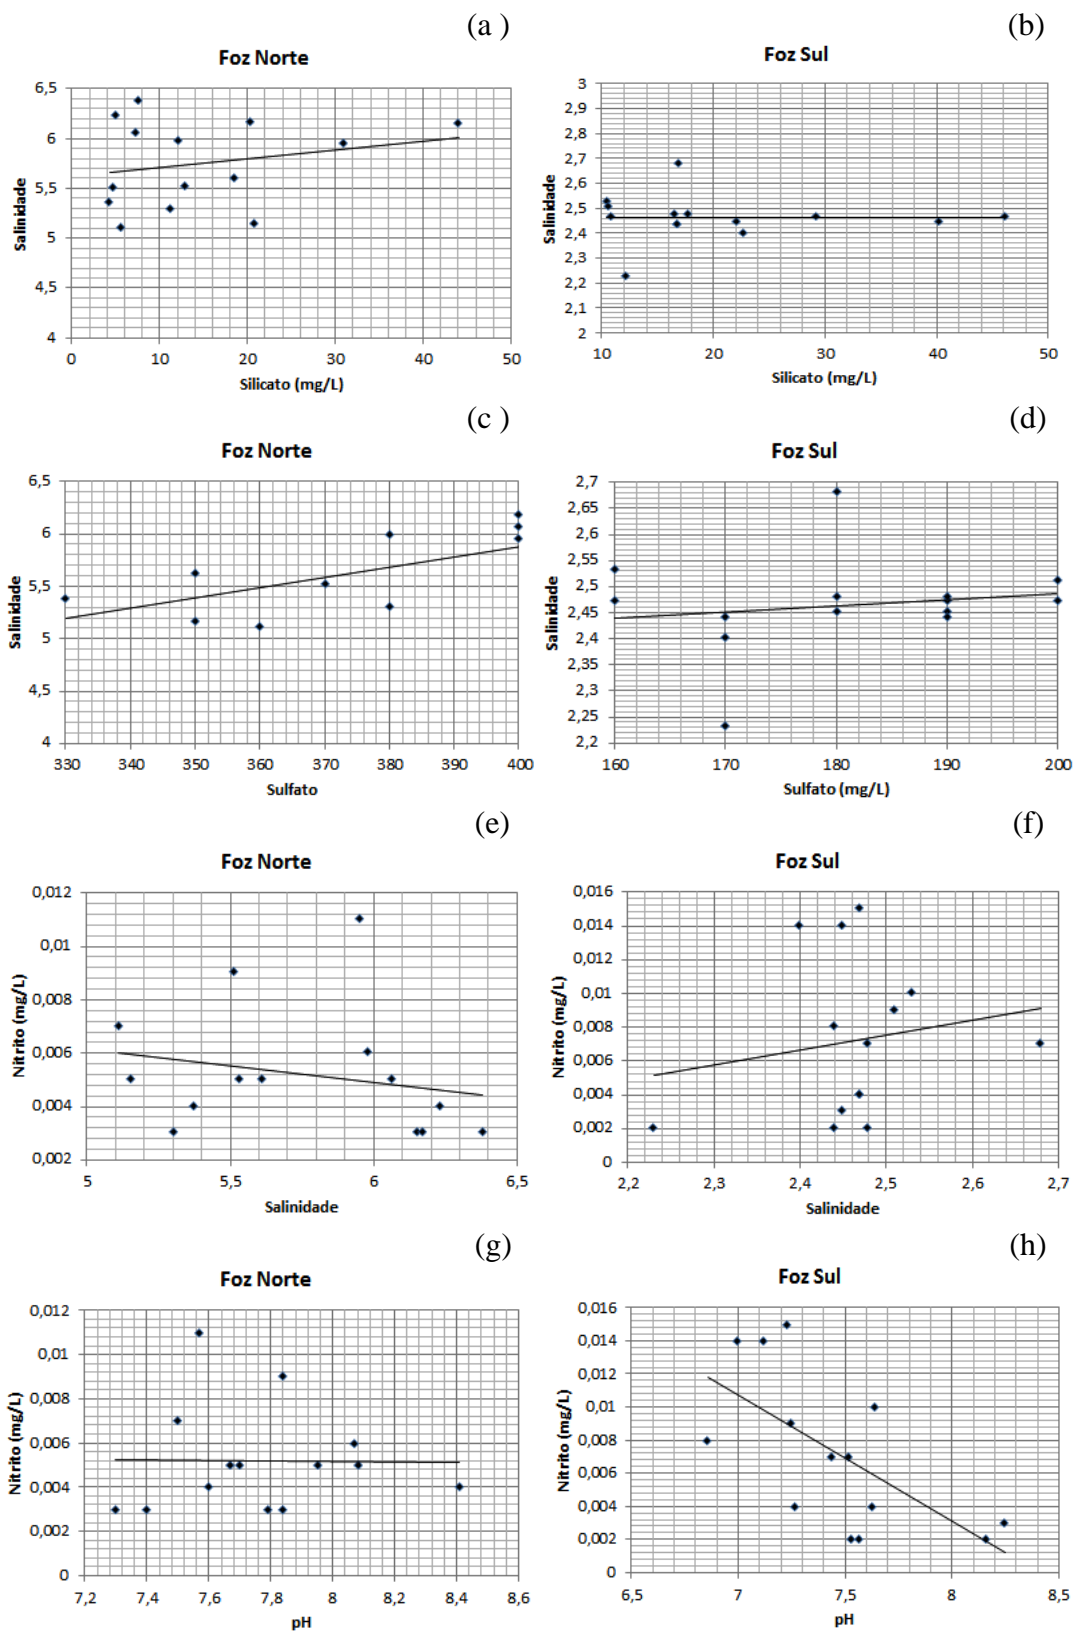 (a )
Foz Norte
6,5
6
5,5
5
4,5
4
0 10 20 30 40 50
Salinidade
Silicato (mg/L)
(b)
Foz Sul
3
2,9
2,8
2,7
2,6
2,5
2,4
2,3
2,2
2,1
2
10 20 30 40 50
Salinidade
Silicato (mg/L)
(c )
Foz Norte
6,5
6
5,5
5
4,5
4
330 340 350 360 370 380 390 400
Salinidade
Sulfato
(d)
Foz Sul
2,7
2,65
2,6
2,55
2,5
2,45
2,4
2,35
2,3
2,25
2,2
160 170 180 190 200
Salinidade
Sulfato (mg/L)
(e)
Foz Norte
0,012
0,01
0,008
0,006
0,004
0,002
5 5,5 6 6,5
Nitrito (mg/L)
Salinidade
(f)
Foz Sul
0,016
0,014
0,012
0,01
0,008
0,006
0,004
0,002
0
2,2 2,3 2,4 2,5 2,6 2,7
Nitrito (mg/L)
Salinidade
(g)
Foz Norte
0,012
0,01
0,008
0,006
0,004
0,002
0
7,2 7,4 7,6 7,8 8 8,2 8,4 8,6
Nitrito (mg/L)
pH
(h)
Foz Sul
0,016
0,014
0,012
0,01
0,008
0,006
0,004
0,002
0
6,5 7 7,5 8 8,5
Nitrito (mg/L)
pH